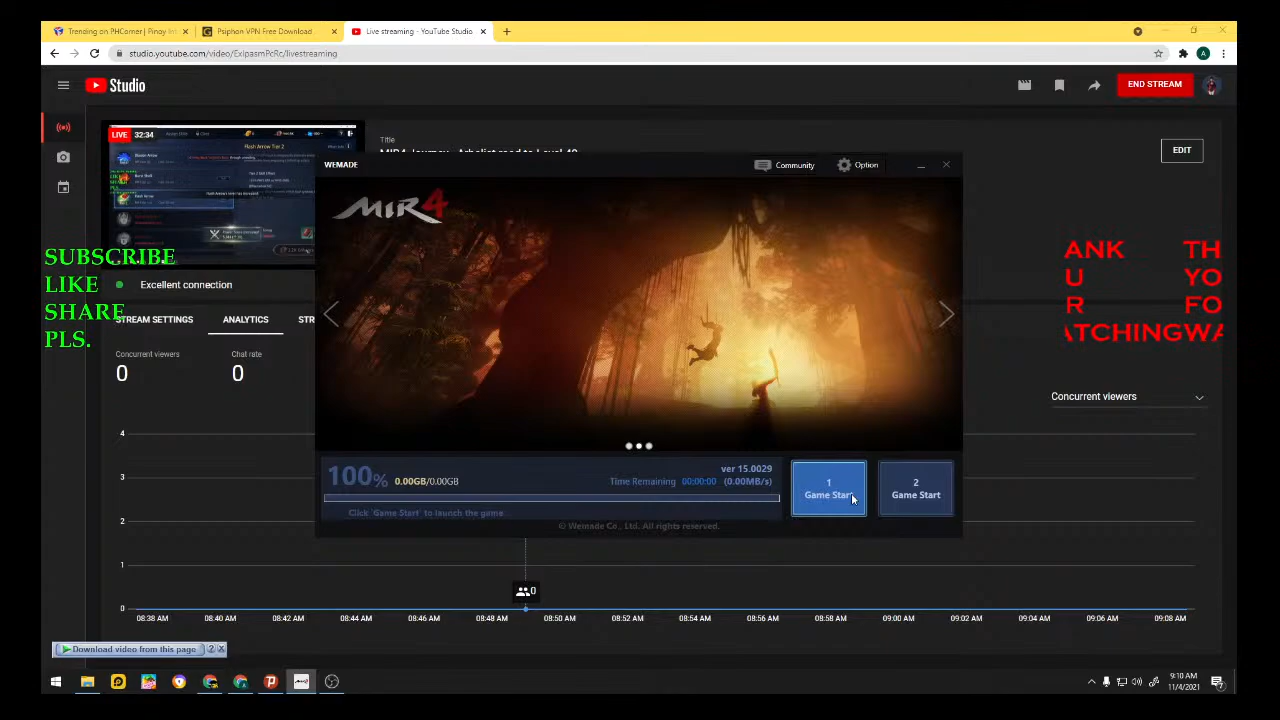 Trending on PHCorner | Pinoy Int
Psiphon VPN Free Download
Live streaming - YouTube Studio
studio.youtube.com/video/ExIpasmPcRc/livestreaming
Studio
END STREAM
LIVE 32:34
Flash Arrow Tier 2
Title
EDIT
WEMADE
Community
Option
MIR4
SUBSCRIBE
LIKE
SHARE
PLS.
ANK TH
U YO
R FO
ATCHINGWA
Excellent connection
STREAM SETTINGS
ANALYTICS
STR
Concurrent viewers
0
Chat rate
0
Concurrent viewers
4
3
2
1
0
100%
0.00GB/0.00GB
ver 15.0029
Time Remaining 00:00:00 (0.00MB/s)
Click 'Game Start' to launch the game.
1
Game Start
2
Game Start
© Wemade Co., Ltd. All rights reserved.
0
08:38 AM
08:40 AM
08:42 AM
08:44 AM
08:46 AM
08:48 AM
08:50 AM
08:52 AM
08:54 AM
08:56 AM
08:58 AM
09:00 AM
09:02 AM
09:04 AM
09:06 AM
09:08 AM
Download video from this page
9:10 AM
11/4/2021